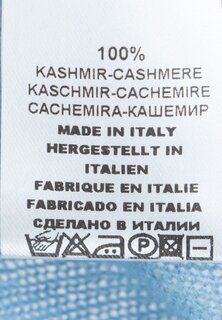 100%
KASHMIR-CASHMERE
KASCHMIR-CACHEMIRE
CACHEMIRA-КАШЕМИР
MADE IN ITALY
HERGESTELLT IN
ITALIEN
FABRIQUE EN ITALIE
FABRICADO EN ITALIA
СДЕЛАНО В ИТАЛИИ
P